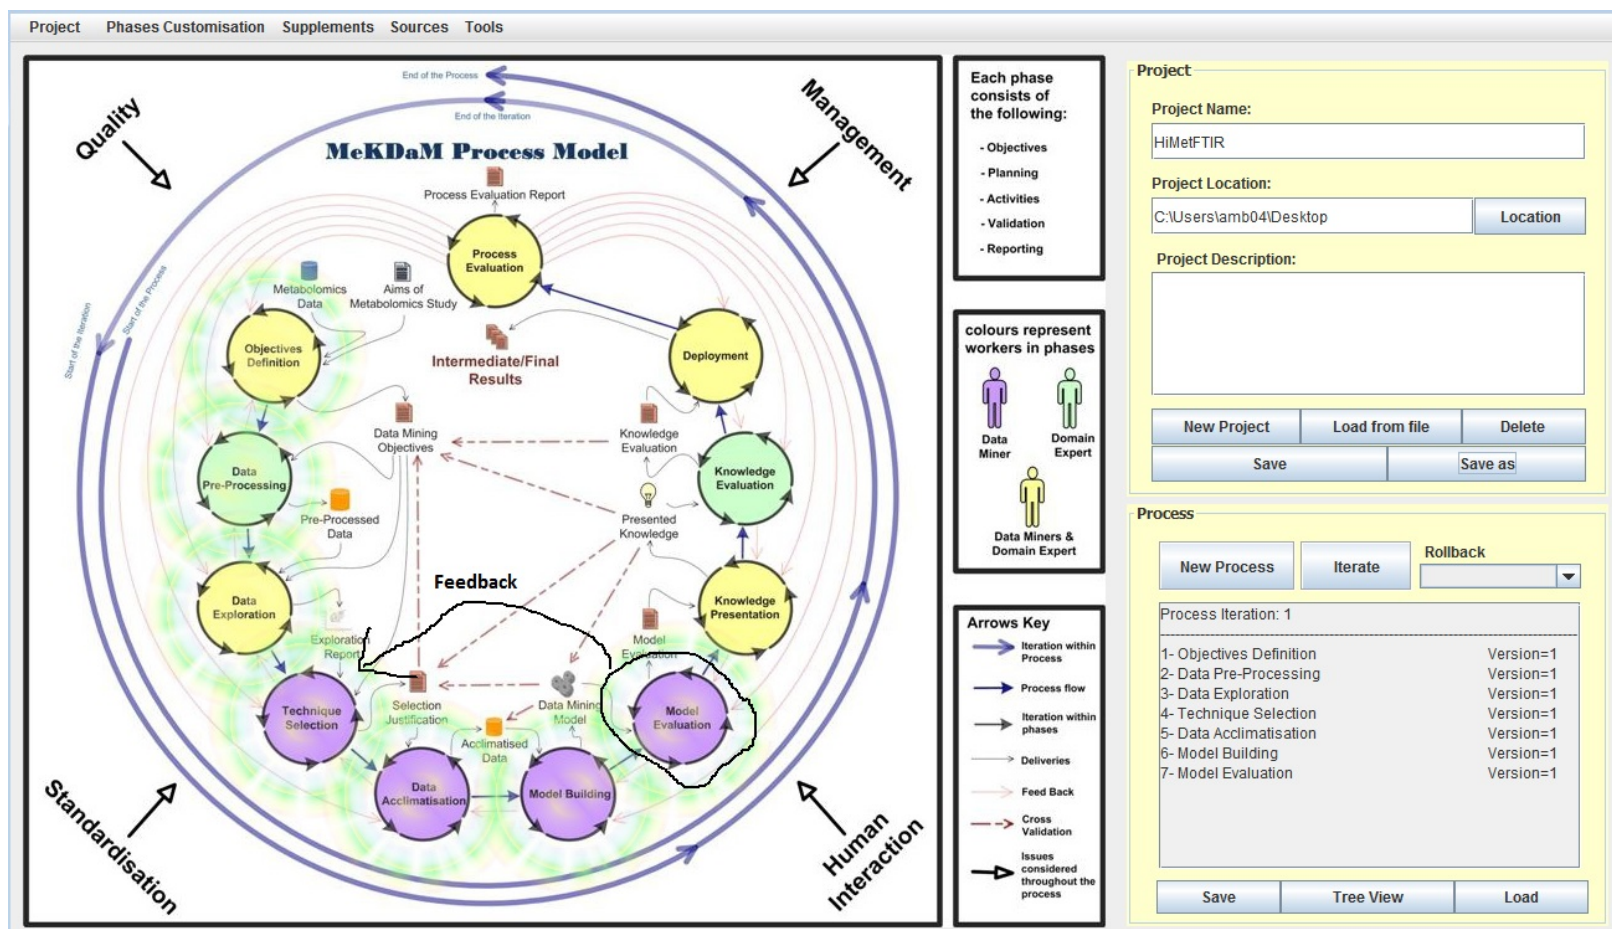 Project Phases Customisation Supplements Sources Tools
End of the Process
End of the Iteration
Quality
Management
MeKDaM Process Model
Process Evaluation Report
Process
Evaluation
Metabolomics
Data
Aims of
Metabolomics Study
Start of the Iteration
Start of the Process
Objectives
Definition
Intermediate/Final
Results
Deployment
Data Mining
Objectives
Knowledge
Evaluation
Data
Pre-Processing
Knowledge
Evaluation
Pre-Processed
Data
Presented
Knowledge
Feedback
Data
Exploration
Exploration
Report
Knowledge
Presentation
Model
Evaluation
Technique
Selection
Selection
Justification
Data Mining
Model
Model
Evaluation
Acclimatised
Data
Data
Acclimatisation
Model Building
Standardisation
Human
Interaction
Each phase
consists of
the following:
- Objectives
- Planning
- Activities
- Validation
- Reporting
colours represent
workers in phases
Data
Miner
Domain
Expert
Data Miners &
Domain Expert
Arrows Key
Iteration within
Process
Process flow
Iteration within
phases
Deliveries
Feed Back
Cross
Validation
Issues
considered
throughout the
process
Project
Project Name:
HiMetFTIR
Project Location:
C:\Users\amb04\Desktop
Location
Project Description:
New Project Load from file Delete
Save Save as
Process
New Process Iterate Rollback
Process Iteration: 1
1- Objectives Definition Version=1
2- Data Pre-Processing Version=1
3- Data Exploration Version=1
4- Technique Selection Version=1
5- Data Acclimatisation Version=1
6- Model Building Version=1
7- Model Evaluation Version=1
Save Tree View Load